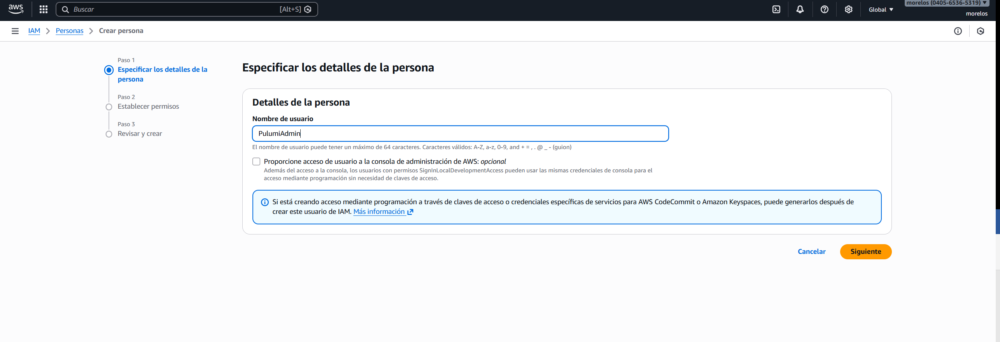 aws
Buscar
[Alt+S]
Global
morelos (0405-6536-5319)
morelos
IAM
Personas
Crear persona
Paso 1
Especificar los detalles de la
persona
Paso 2
Establecer permisos
Paso 3
Revisar y crear
Especificar los detalles de la persona
Detalles de la persona
Nombre de usuario
PulumiAdmin
El nombre de usuario puede tener un máximo de 64 caracteres. Caracteres válidos: A-Z, a-z, 0-9, and + = , . @ _ - (guion)
Proporcione acceso de usuario a la consola de administración de AWS: opcional
Además del acceso a la consola, los usuarios con permisos SignInLocalDevelopmentAccess pueden usar las mismas credenciales de consola para el
acceso mediante programación sin necesidad de claves de acceso.
Si está creando acceso mediante programación a través de claves de acceso o credenciales específicas de servicios para AWS CodeCommit o Amazon Keyspaces, puede generarlos después de
crear este usuario de IAM. Más información
Cancelar
Siguiente